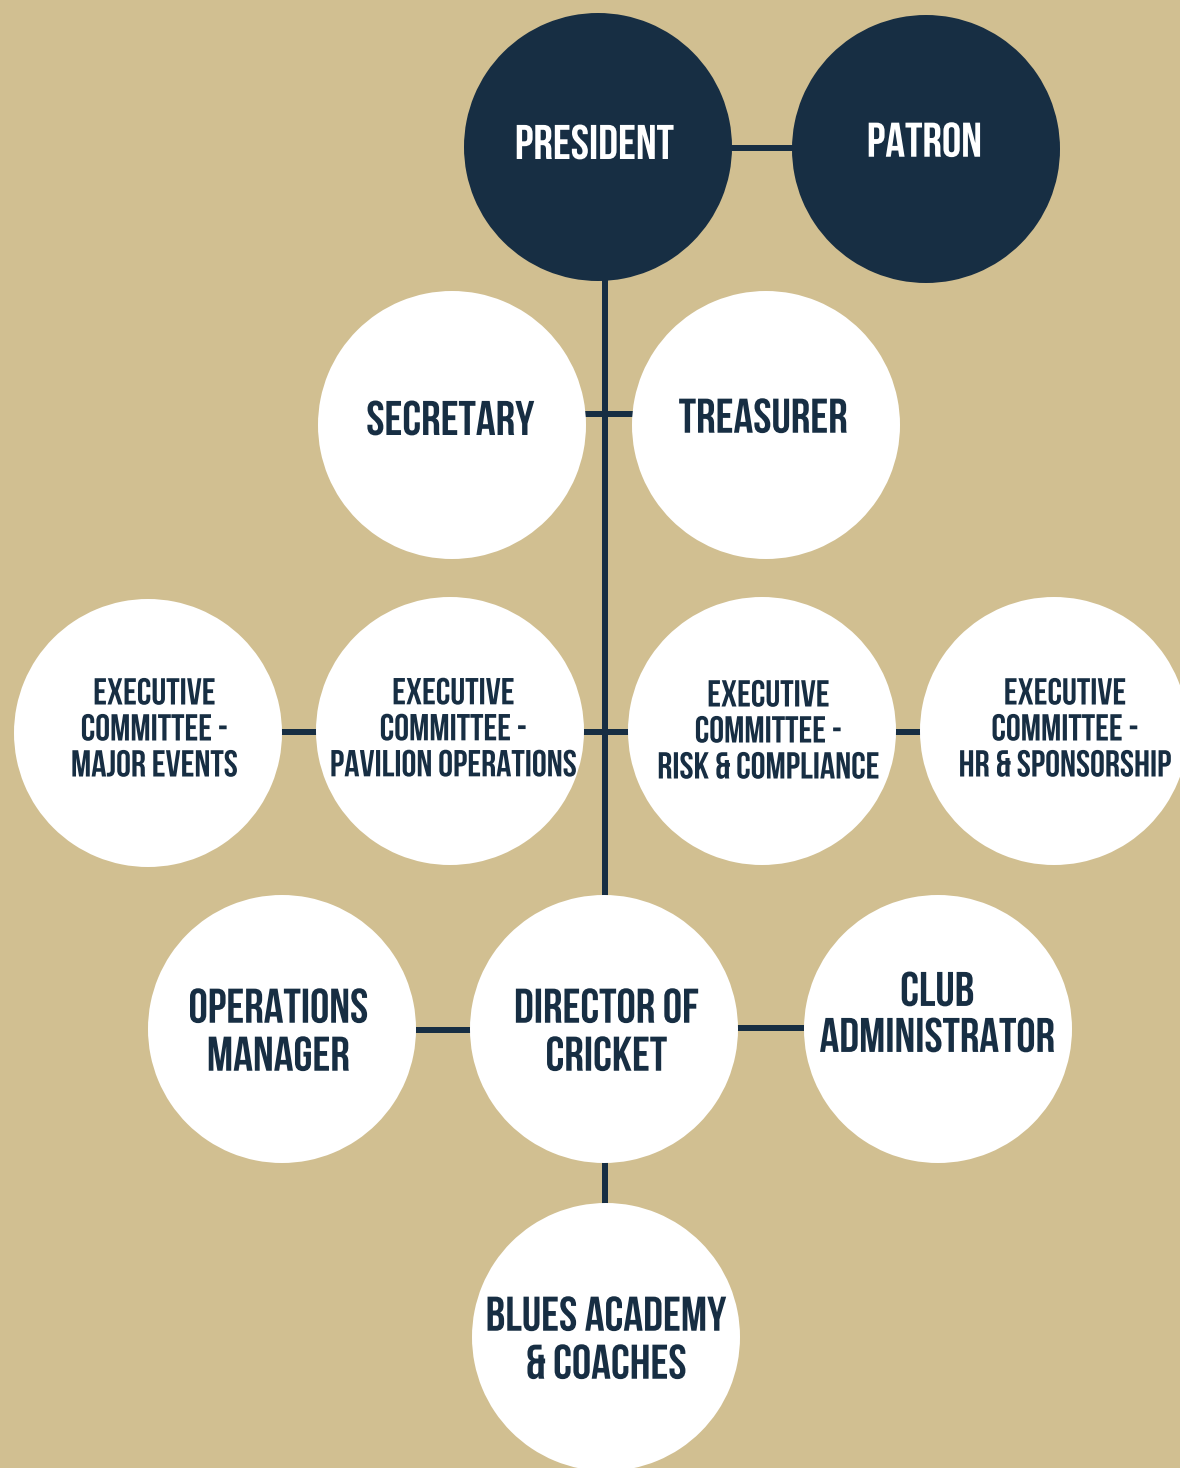 PRESIDENT
PATRON
SECRETARY
TREASURER
EXECUTIVE
COMMITTEE -
MAJOR EVENTS
EXECUTIVE
COMMITTEE -
PAVILION OPERATIONS
EXECUTIVE
COMMITTEE -
RISK & COMPLIANCE
EXECUTIVE
COMMITTEE -
HR & SPONSORSHIP
OPERATIONS
MANAGER
DIRECTOR OF
CRICKET
CLUB
ADMINISTRATOR
BLUES ACADEMY
& COACHES